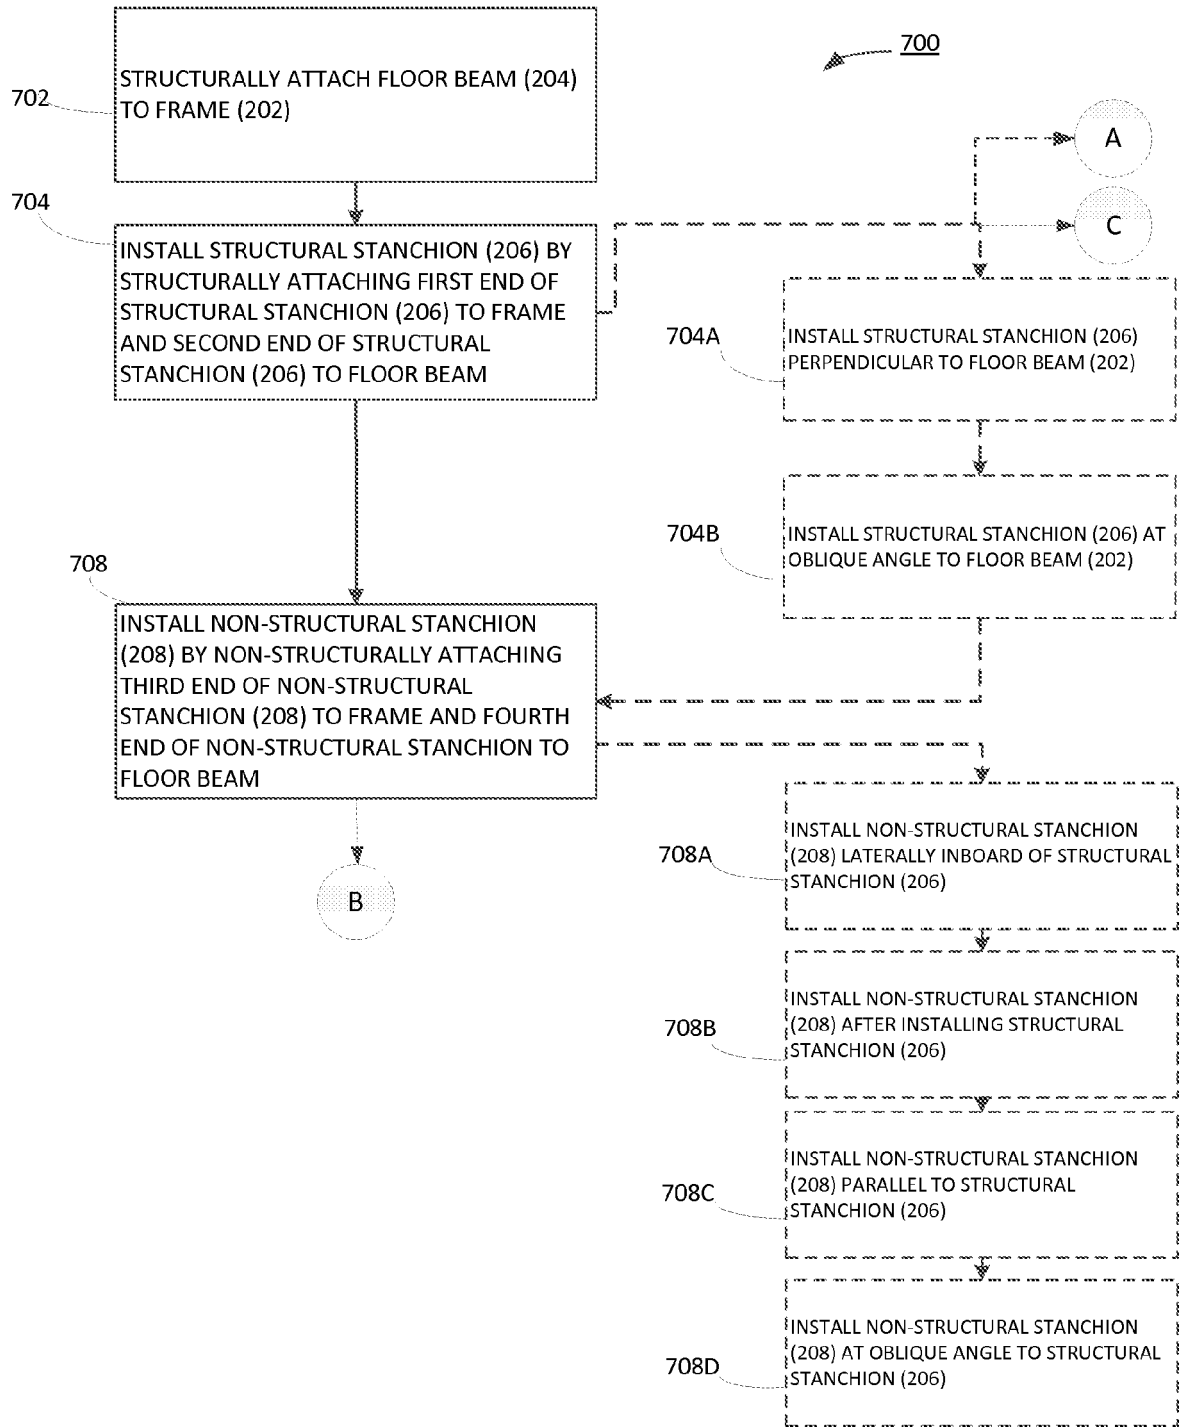 700
702
STRUCTURALLY ATTACH FLOOR BEAM (204)
TO FRAME (202)
A
C
704
INSTALL STRUCTURAL STANCHION (206) BY
STRUCTURALLY ATTACHING FIRST END OF
STRUCTURAL STANCHION (206) TO FRAME
AND SECOND END OF STRUCTURAL
STANCHION (206) TO FLOOR BEAM
704A
INSTALL STRUCTURAL STANCHION (206)
PERPENDICULAR TO FLOOR BEAM (202)
704B
INSTALL STRUCTURAL STANCHION (206) AT
OBLIQUE ANGLE TO FLOOR BEAM (202)
708
INSTALL NON-STRUCTURAL STANCHION
(208) BY NON-STRUCTURALLY ATTACHING
THIRD END OF NON-STRUCTURAL
STANCHION (208) TO FRAME AND FOURTH
END OF NON-STRUCTURAL STANCHION TO
FLOOR BEAM
B
708A
INSTALL NON-STRUCTURAL STANCHION
(208) LATERALLY INBOARD OF STRUCTURAL
STANCHION (206)
708B
INSTALL NON-STRUCTURAL STANCHION
(208) AFTER INSTALLING STRUCTURAL
STANCHION (206)
708C
INSTALL NON-STRUCTURAL STANCHION
(208) PARALLEL TO STRUCTURAL
STANCHION (206)
708D
INSTALL NON-STRUCTURAL STANCHION
(208) AT OBLIQUE ANGLE TO STRUCTURAL
STANCHION (206)